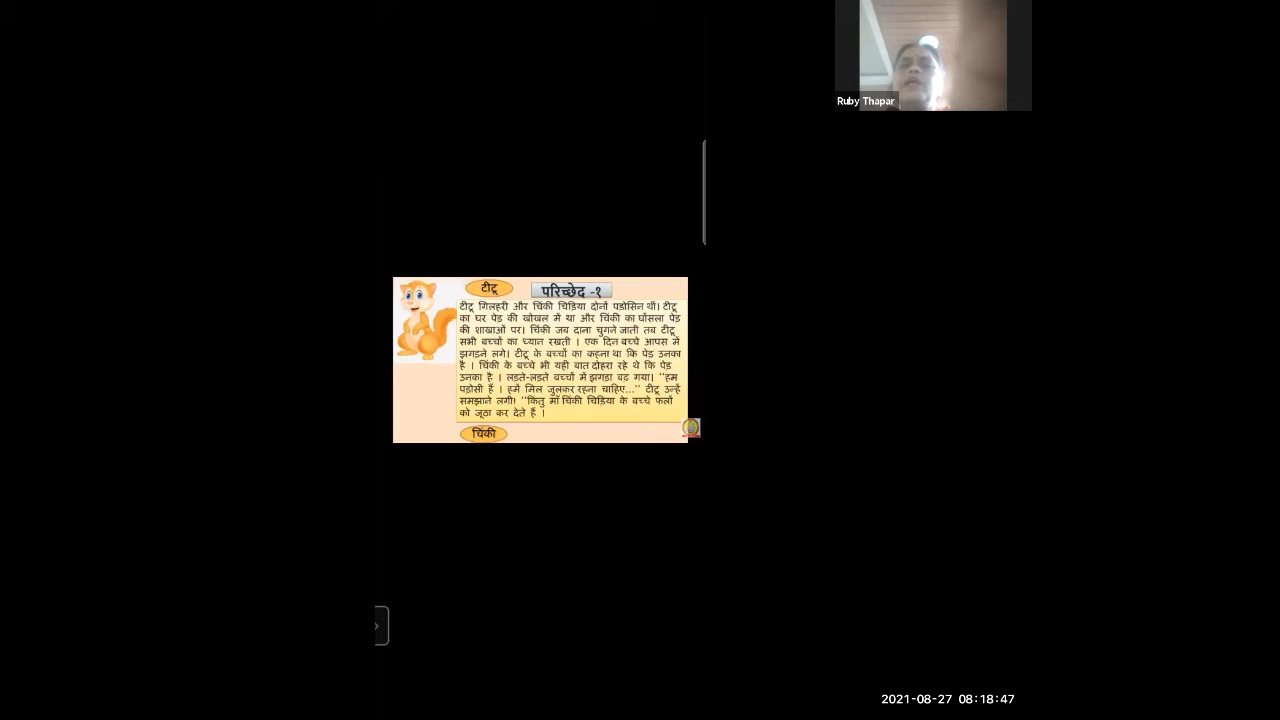 Ruby Thapar
टीटू
परिच्छेद -१
टीटू गिलहरी और चिंकी चिड़िया दोनों पड़ोसिन थीं। टीटू
का घर पेड़ की खोखल में था और चिंकी का घोंसला पेड़
की शाखाओं पर। चिंकी जब दाना चुगने जाती तब टीटू
सभी बच्चों का ध्यान रखती । एक दिन बच्चे आपस में
झगड़ने लगे। टीटू के बच्चों का कहना था कि पेड़ उनका
है । चिंकी के बच्चे भी यही बात दोहरा रहे थे कि पेड़
उनका है । लड़ते-लड़ते बच्चों में झगड़ा बढ़ गया। ‘‘हम
पड़ोसी हैं । हमें मिल जुलकर रहना चाहिए...’’ टीटू उन्हें
समझाने लगी! ‘‘किंतु माँ चिंकी चिड़िया के बच्चे फलों
को जूठा कर देते हैं ।
चिंकी
2021-08-27 08:18:47